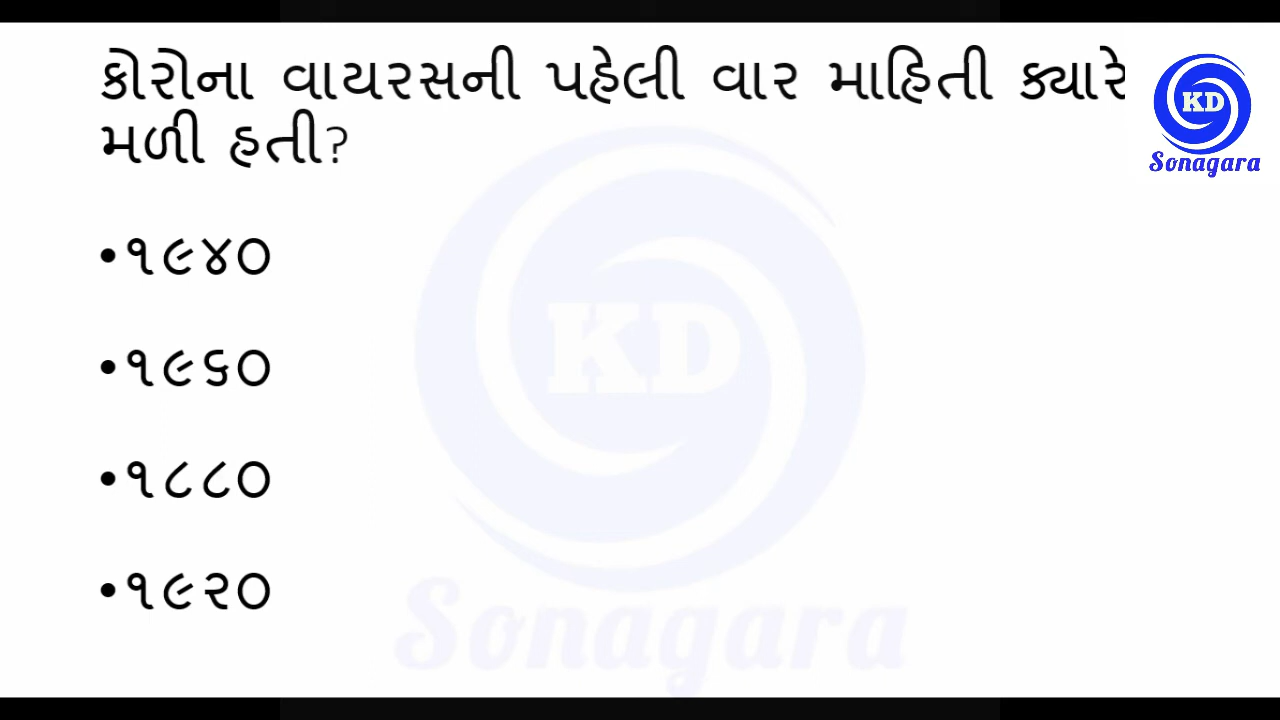 કોરોના વાયરસની પહેલી વાર માહિતી ક્યારે
મળી હતી?
KD
Sonagara
•૧૯૪૦
•૧૯૬૦
•૧૮૮૦
•૧૯૨૦
KD
Sonagara